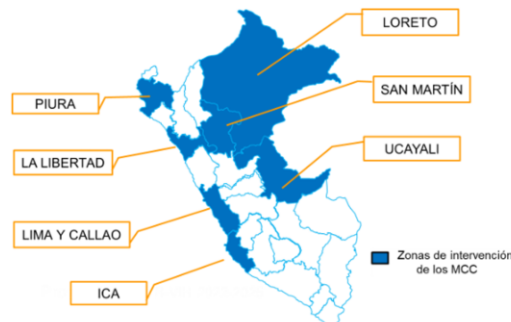 LORETO
SAN MARTÍN
PIURA
UCAYALI
LA LIBERTAD
LIMA Y CALLAO
Zonas de intervención
de los MCC
ICA